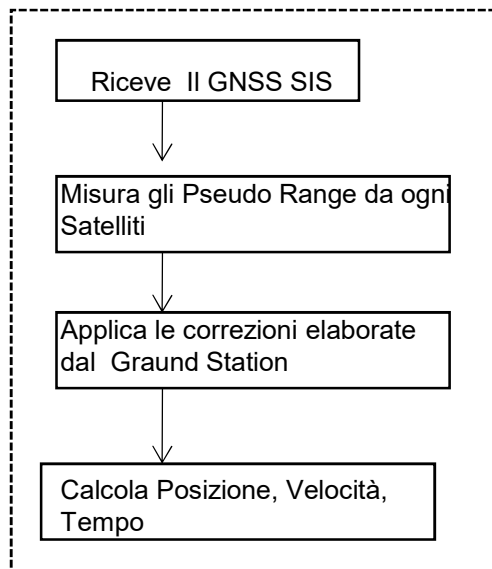 Riceve Il GNSS SIS
Misura gli Pseudo Range da ogni
Satelliti
Applica le correzioni elaborate
dal Graund Station
Calcola Posizione, Velocità,
Tempo